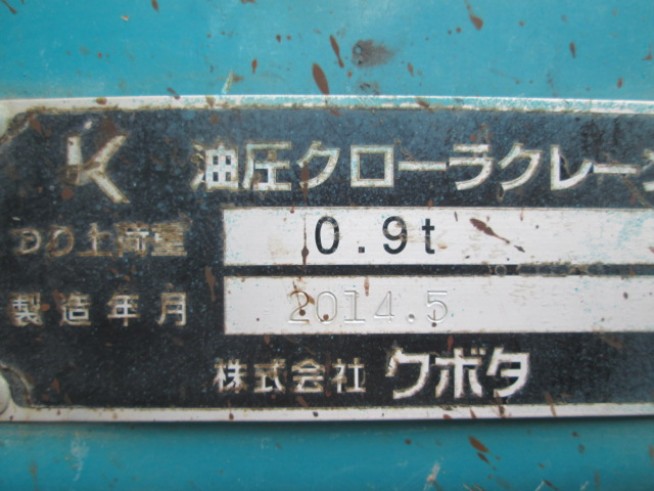 K 油圧クローラクレーン
つり上荷重 0.9t
製造年月 2014.5
株式会社 クボタ